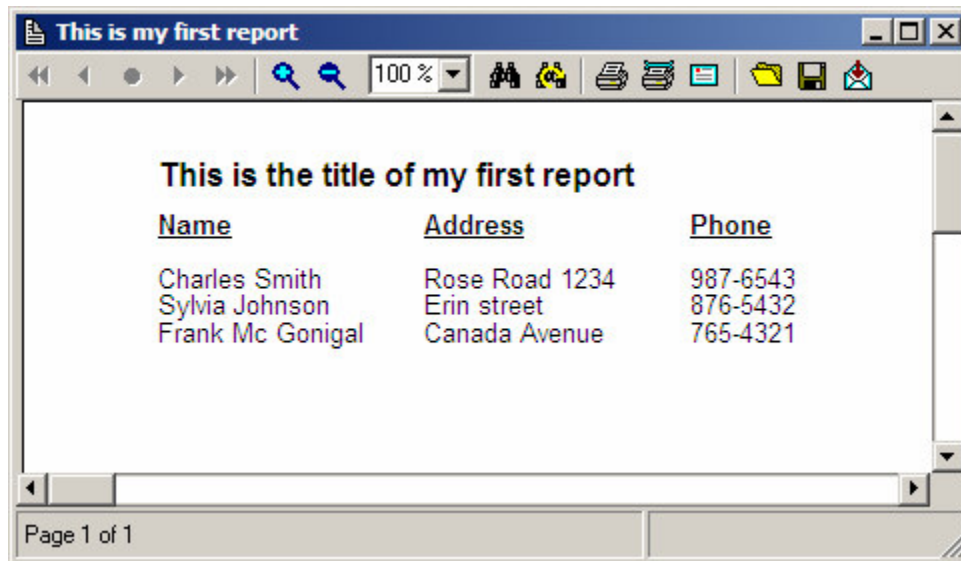 This is my first report
100 %
This is the title of my first report
Name Address Phone
Charles Smith Rose Road 1234 987-6543
Sylvia Johnson Erin street 876-5432
Frank Mc Gonigal Canada Avenue 765-4321
Page 1 of 1